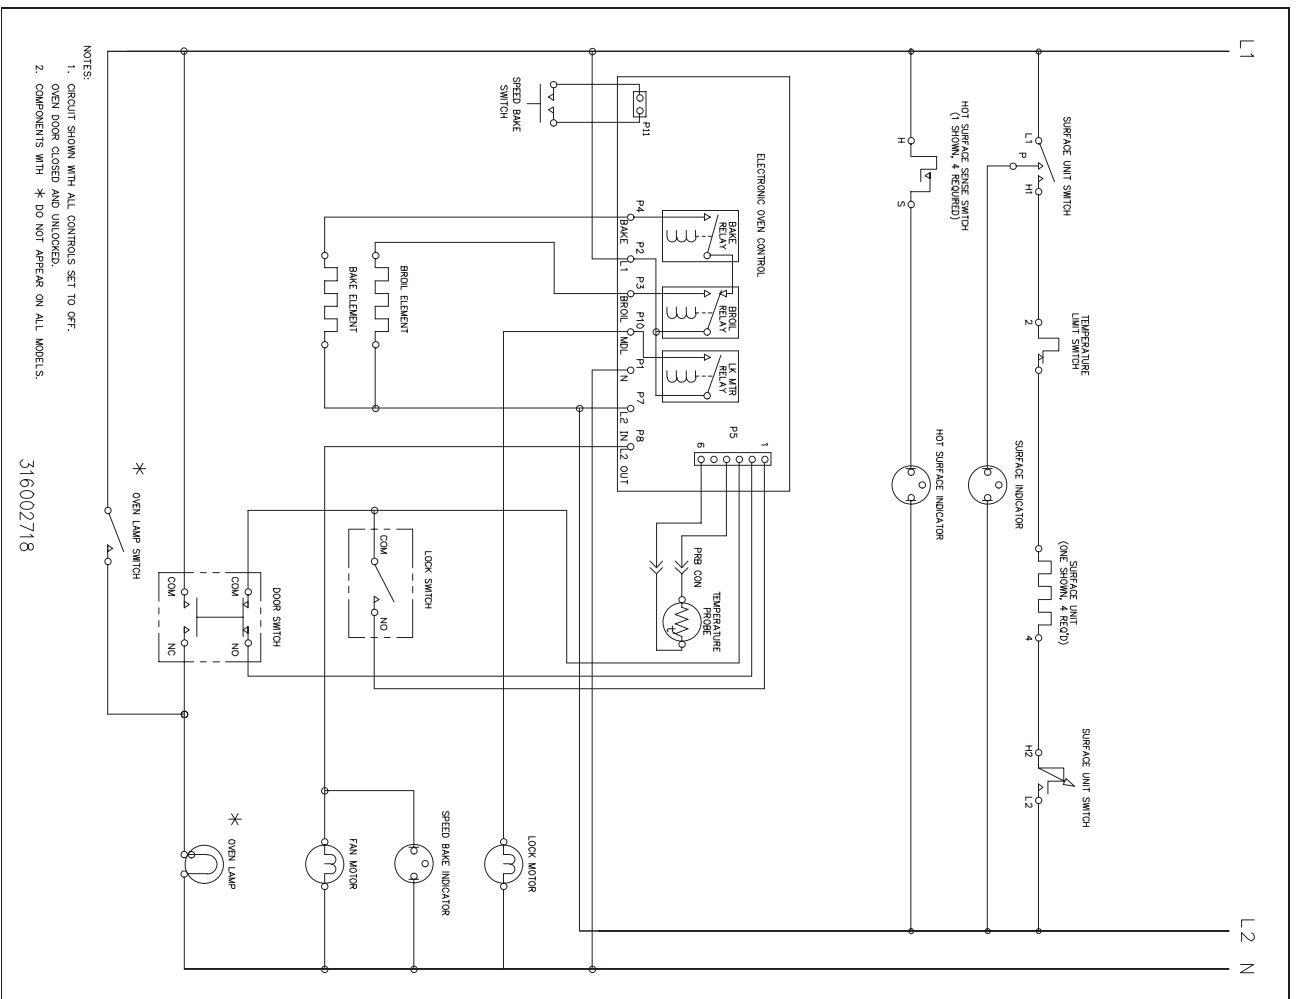 L1
L2 N
SURFACE UNIT SWITCH
L1
P
H1
TEMPERATURE
LIMIT SWITCH
2
SURFACE UNIT
(ONE SHOWN, 4 REQ'D)
4
SURFACE UNIT SWITCH
H2
L2
SURFACE INDICATOR
HOT SURFACE SENSE SWITCH
(1 SHOWN, 4 REQUIRED)
H
S
HOT SURFACE INDICATOR
ELECTRONIC OVEN CONTROL
P11
SPEED BAKE
SWITCH
BAKE
RELAY
BROIL
RELAY
LK MTR
RELAY
P5
1
6
P4
P2
P3
P10
P1
P7
P8
BAKE
L1
BROIL
MDL
N
L2 IN
L2 OUT
PRB CON
TEMPERATURE
PROBE
BROIL ELEMENT
BAKE ELEMENT
LOCK SWITCH
COM
NO
LOCK MOTOR
SPEED BAKE INDICATOR
FAN MOTOR
DOOR SWITCH
COM
NO
COM
NC
* OVEN LAMP
* OVEN LAMP SWITCH
NOTES:
1. CIRCUIT SHOWN WITH ALL CONTROLS SET TO OFF.
OVEN DOOR CLOSED AND UNLOCKED.
2. COMPONENTS WITH * DO NOT APPEAR ON ALL MODELS.
316002718